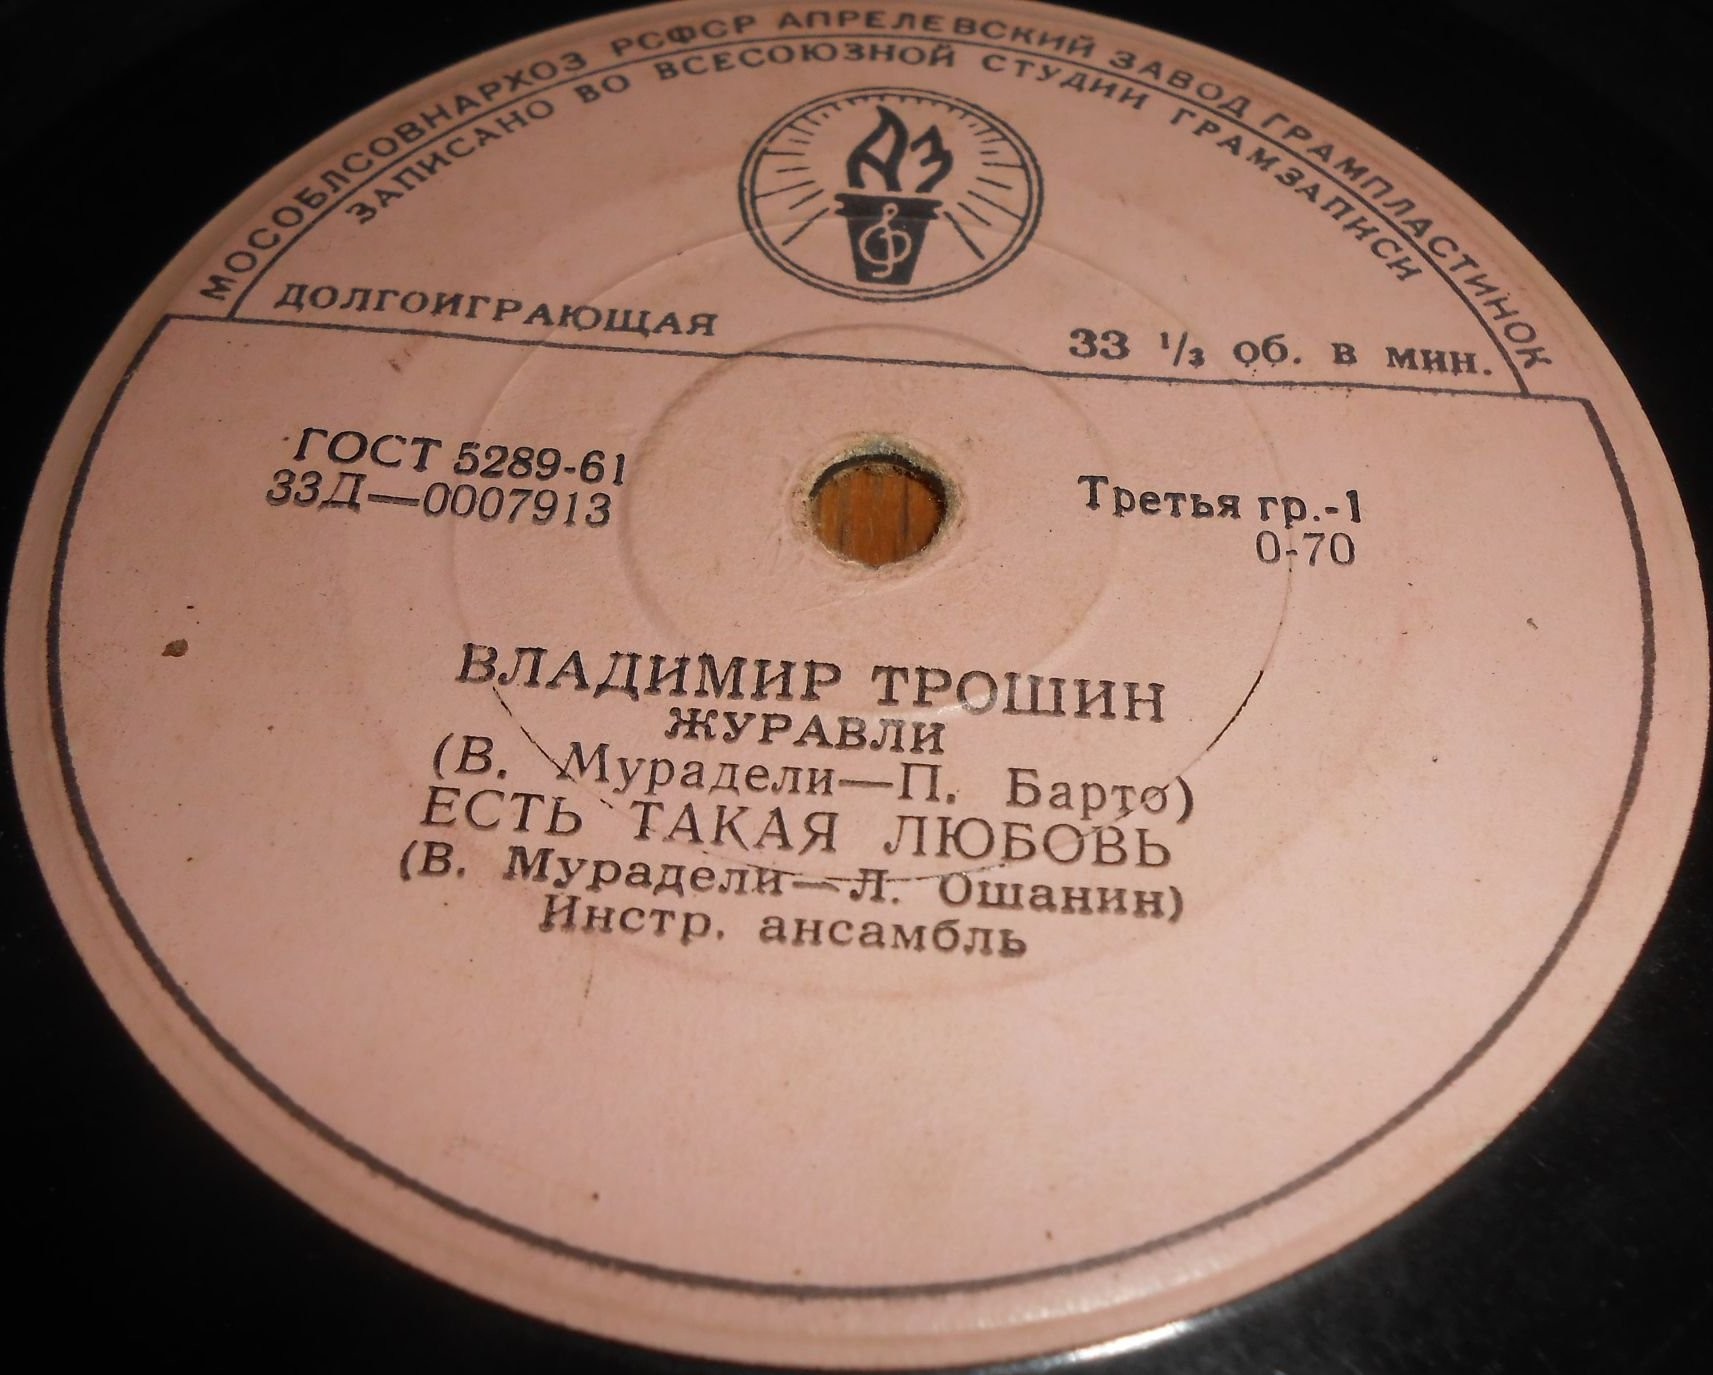 МОСОБЛСОВНАРХОЗ РСФСР АПРЕЛЕВСКИЙ ЗАВОД ГРАМПЛАСТИНОК
ЗАПИСАНО ВО ВСЕСОЮЗНОЙ СТУДИИ ГРАМЗАПИСИ
АЗ
ДОЛГОИГРАЮЩАЯ
33 1/3 об. в мин.
ГОСТ 5289-61
33Д—0007913
Третья гр.-1
0-70
ВЛАДИМИР ТРОШИН
ЖУРАВЛИ
(В. Мурадели—П. Барто)
ЕСТЬ ТАКАЯ ЛЮБОВЬ
(В. Мурадели—Л. Ошанин)
Инстр. ансамбль